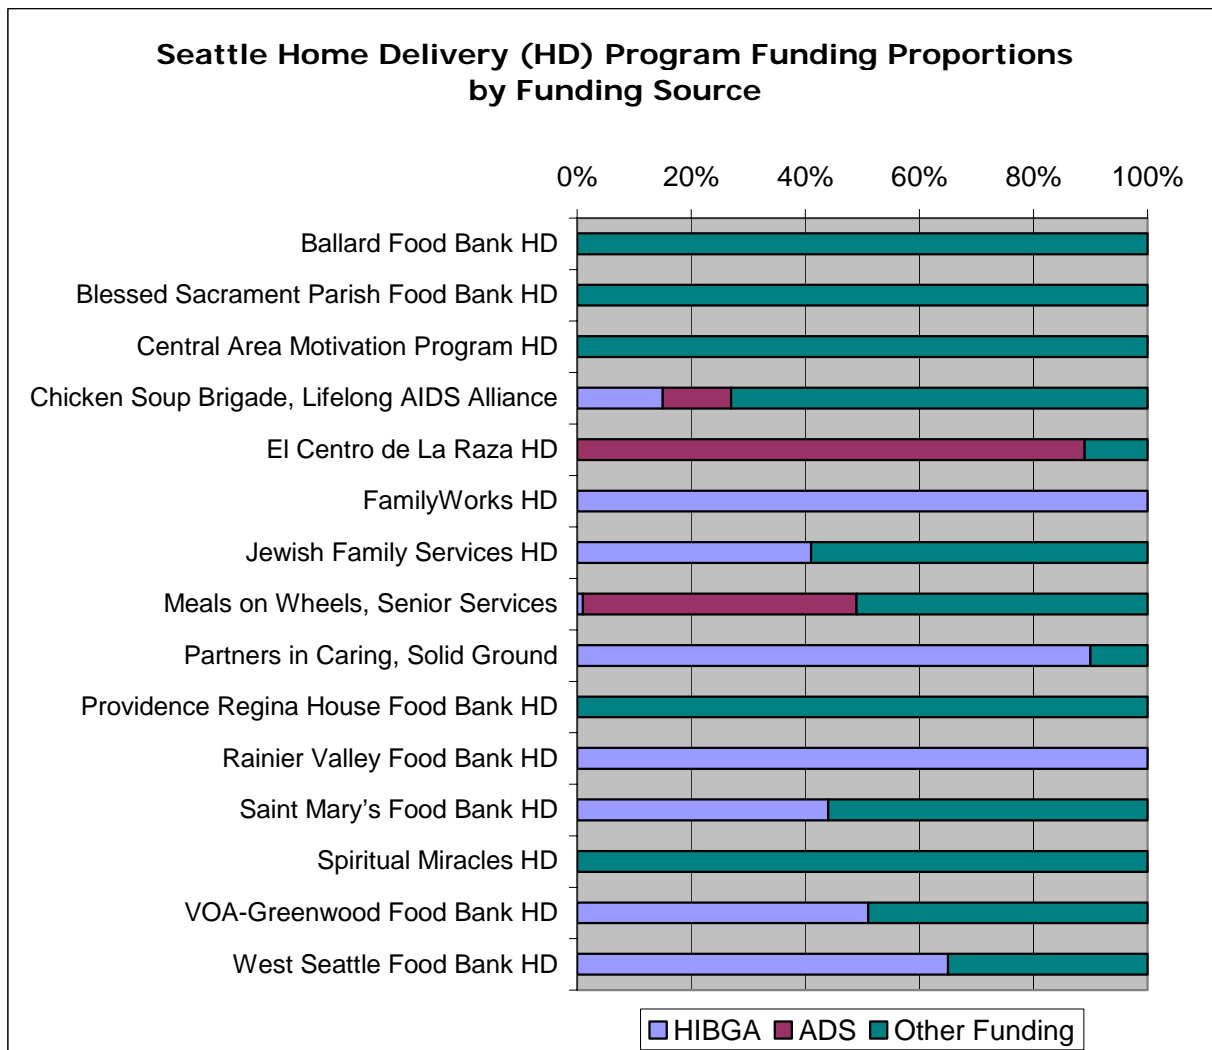 Seattle Home Delivery (HD) Program Funding Proportions
by Funding Source
0% 20% 40% 60% 80% 100%
Ballard Food Bank HD
Blessed Sacrament Parish Food Bank HD
Central Area Motivation Program HD
Chicken Soup Brigade, Lifelong AIDS Alliance
El Centro de La Raza HD
FamilyWorks HD
Jewish Family Services HD
Meals on Wheels, Senior Services
Partners in Caring, Solid Ground
Providence Regina House Food Bank HD
Rainier Valley Food Bank HD
Saint Mary’s Food Bank HD
Spiritual Miracles HD
VOA-Greenwood Food Bank HD
West Seattle Food Bank HD
HIBGA ADS Other Funding